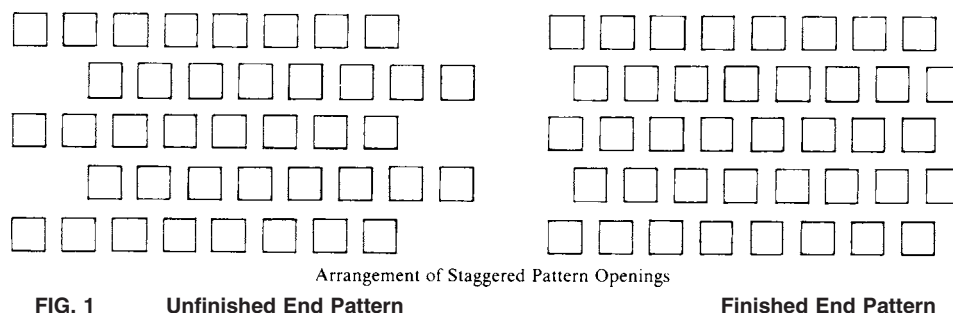 Arrangement of Staggered Pattern Openings
FIG. 1 Unfinished End Pattern Finished End Pattern